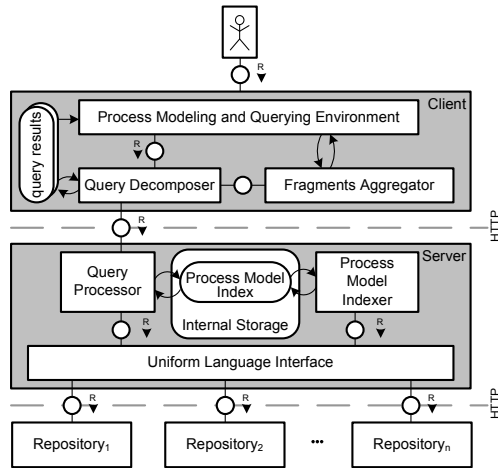 R
Client
Process Modeling and Querying Environment
query results
R
Query Decomposer
Fragments Aggregator
R
HTTP
Server
Query
Processor
Process Model
Index
Internal Storage
Process
Model
Indexer
R
R
Uniform Language Interface
R
R
R
HTTP
Repository1
Repository2
...
Repositoryn